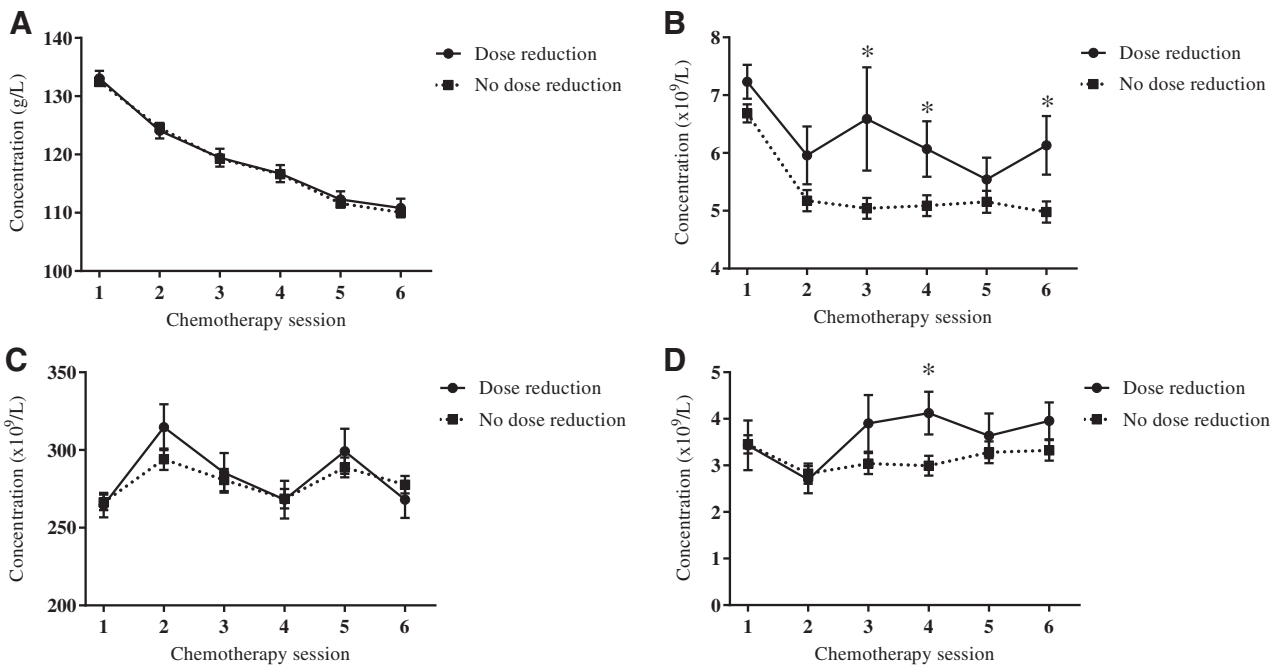 A
Concentration (g/L)
140
130
120
110
100
1 2 3 4 5 6
Chemotherapy session
Dose reduction
No dose reduction
B
Concentration (x10⁹/L)
8
7
6
5
4
* * *
1 2 3 4 5 6
Chemotherapy session
Dose reduction
No dose reduction
C
Concentration (x10⁹/L)
350
300
250
200
1 2 3 4 5 6
Chemotherapy session
Dose reduction
No dose reduction
D
Concentration (x10⁹/L)
5
4
3
2
1
0
*
1 2 3 4 5 6
Chemotherapy session
Dose reduction
No dose reduction